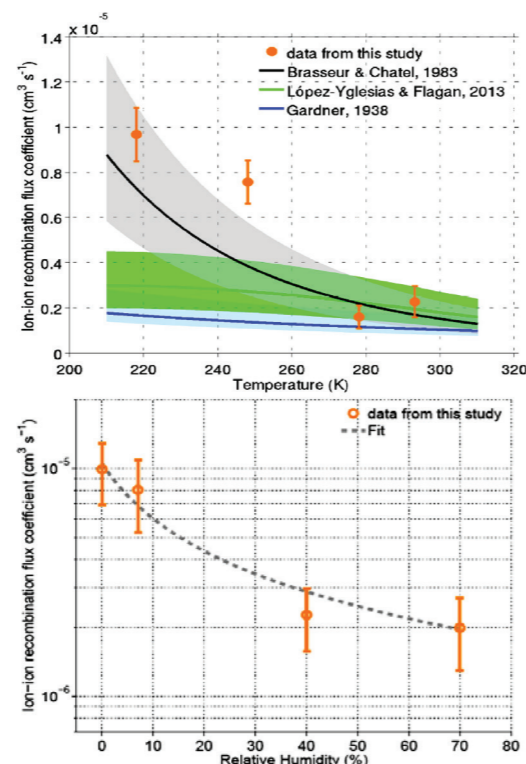 x 10⁻⁵
1.4
1.2
1
0.8
0.6
0.4
0.2
0
Ion-ion recombination flux coefficient (cm³ s⁻¹)
data from this study
Brasseur & Chatel, 1983
López-Yglesias & Flagan, 2013
Gardner, 1938
200 220 240 260 280 300 320
Temperature (K)
Ion−ion recombination flux coefficient (cm³ s⁻¹)
10⁻⁵
10⁻⁶
data from this study
Fit
0 10 20 30 40 50 60 70 80
Relative Humidity (%)